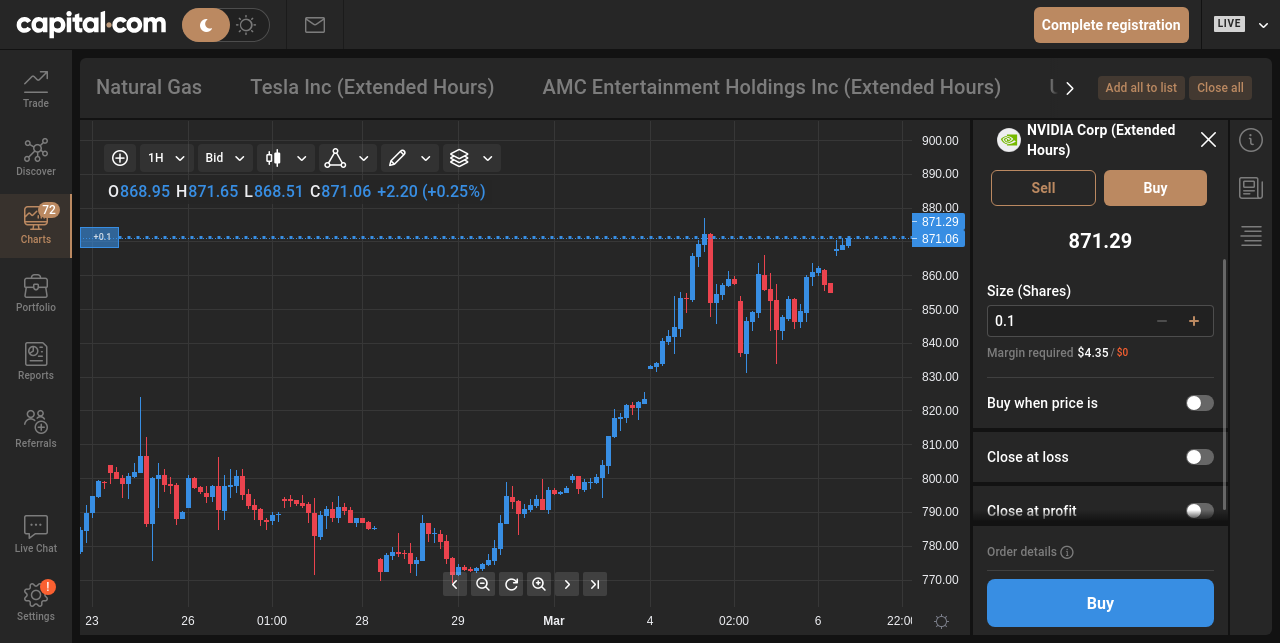 capital.com
Complete registration
LIVE
Trade
Discover
72
Charts
Portfolio
Reports
Referrals
Live Chat
!
Settings
Natural Gas
Tesla Inc (Extended Hours)
AMC Entertainment Holdings Inc (Extended Hours)
Add all to list
Close all
1H
Bid
O868.95 H871.65 L868.51 C871.06 +2.20 (+0.25%)
+0.1
900.00
890.00
880.00
871.29
871.06
860.00
850.00
840.00
830.00
820.00
810.00
800.00
790.00
780.00
770.00
23
26
01:00
28
29
Mar
4
02:00
6
22:00
NVIDIA Corp (Extended
Hours)
Sell
Buy
871.29
Size (Shares)
0.1
Margin required $4.35 / $0
Buy when price is
Close at loss
Close at profit
Order details
Buy